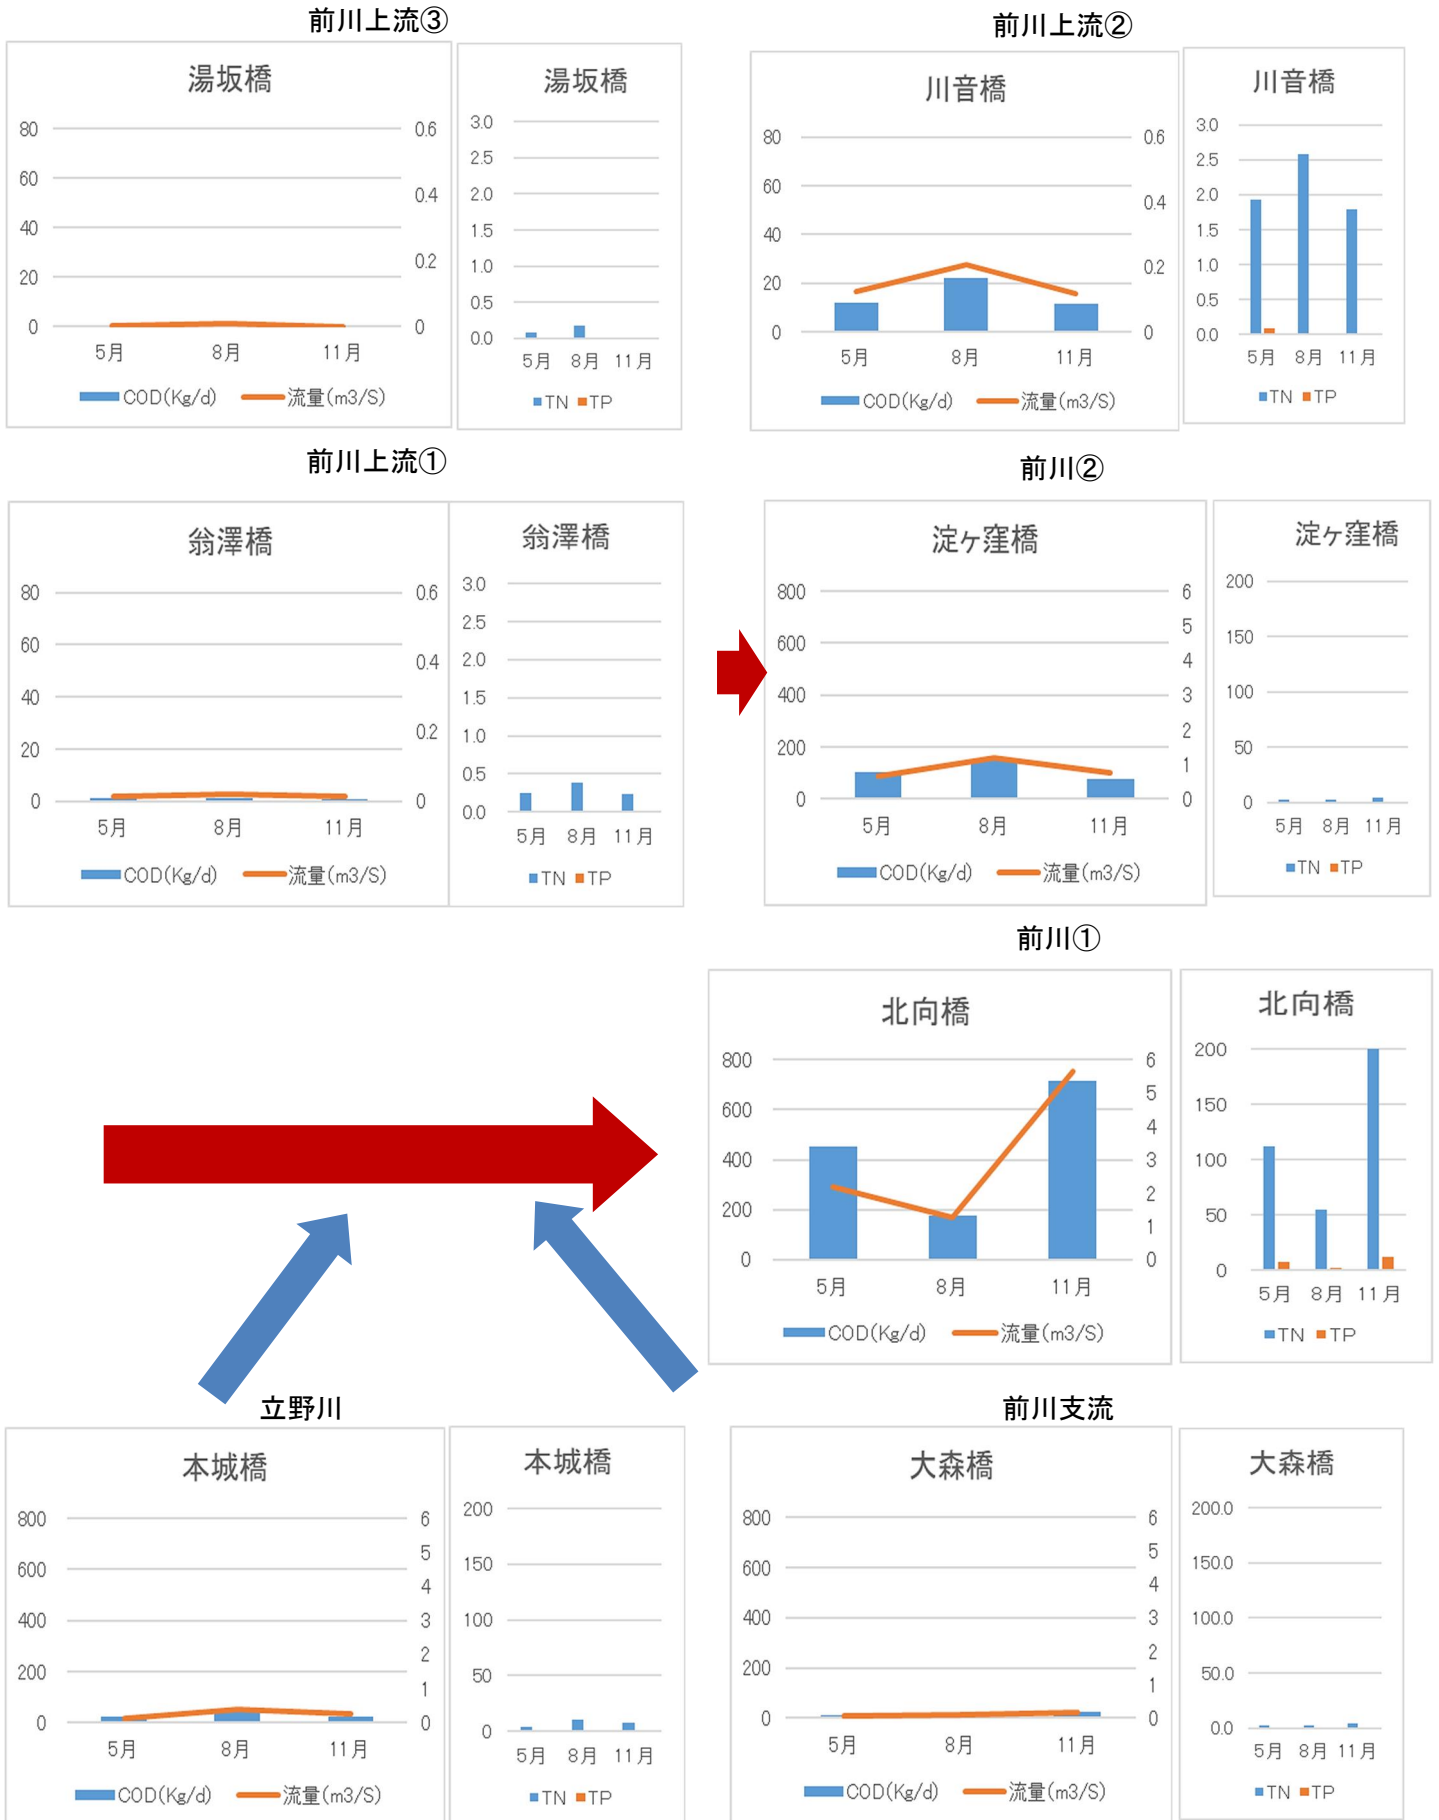 前川上流③
湯坂橋
80
60
40
20
0
0.6
0.4
0.2
0
5月 8月 11月
COD(Kg/d) 流量(m3/S)
湯坂橋
3.0
2.5
2.0
1.5
1.0
0.5
0.0
5月 8月 11月
TN TP
前川上流②
川音橋
80
60
40
20
0
0.6
0.4
0.2
0
5月 8月 11月
COD(Kg/d) 流量(m3/S)
川音橋
3.0
2.5
2.0
1.5
1.0
0.5
0.0
5月 8月 11月
TN TP
前川上流①
翁澤橋
80
60
40
20
0
0.6
0.4
0.2
0
5月 8月 11月
COD(Kg/d) 流量(m3/S)
翁澤橋
3.0
2.5
2.0
1.5
1.0
0.5
0.0
5月 8月 11月
TN TP
前川②
淀ヶ窪橋
800
600
400
200
0
6
5
4
3
2
1
0
5月 8月 11月
COD(Kg/d) 流量(m3/S)
淀ヶ窪橋
200
150
100
50
0
5月 8月 11月
TN TP
前川①
北向橋
800
600
400
200
0
6
5
4
3
2
1
0
5月 8月 11月
COD(Kg/d) 流量(m3/S)
北向橋
200
150
100
50
0
5月 8月 11月
TN TP
立野川
本城橋
800
600
400
200
0
6
5
4
3
2
1
0
5月 8月 11月
COD(Kg/d) 流量(m3/S)
本城橋
200
150
100
50
0
5月 8月 11月
TN TP
前川支流
大森橋
800
600
400
200
0
6
5
4
3
2
1
0
5月 8月 11月
COD(Kg/d) 流量(m3/S)
大森橋
200.0
150.0
100.0
50.0
0.0
5月 8月 11月
TN TP